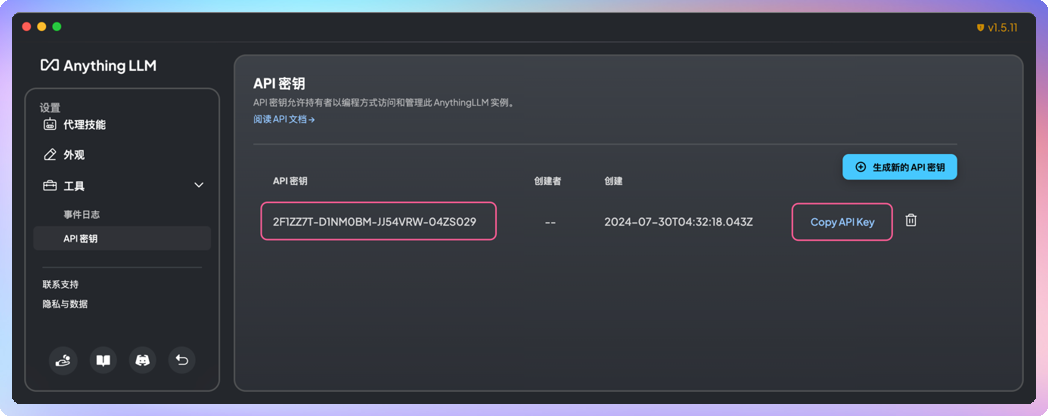 v1.5.11
Anything LLM
设置
代理技能
外观
工具
事件日志
API 密钥
联系支持
隐私与数据
API 密钥
API 密钥允许持有者以编程方式访问和管理此 AnythingLLM 实例。
阅读 API 文档→
生成新的 API 密钥
API 密钥 创建者 创建
2F1ZZ7T-D1NM0BM-JJ54VRW-04ZS029 -- 2024-07-30T04:32:18.043Z Copy API Key